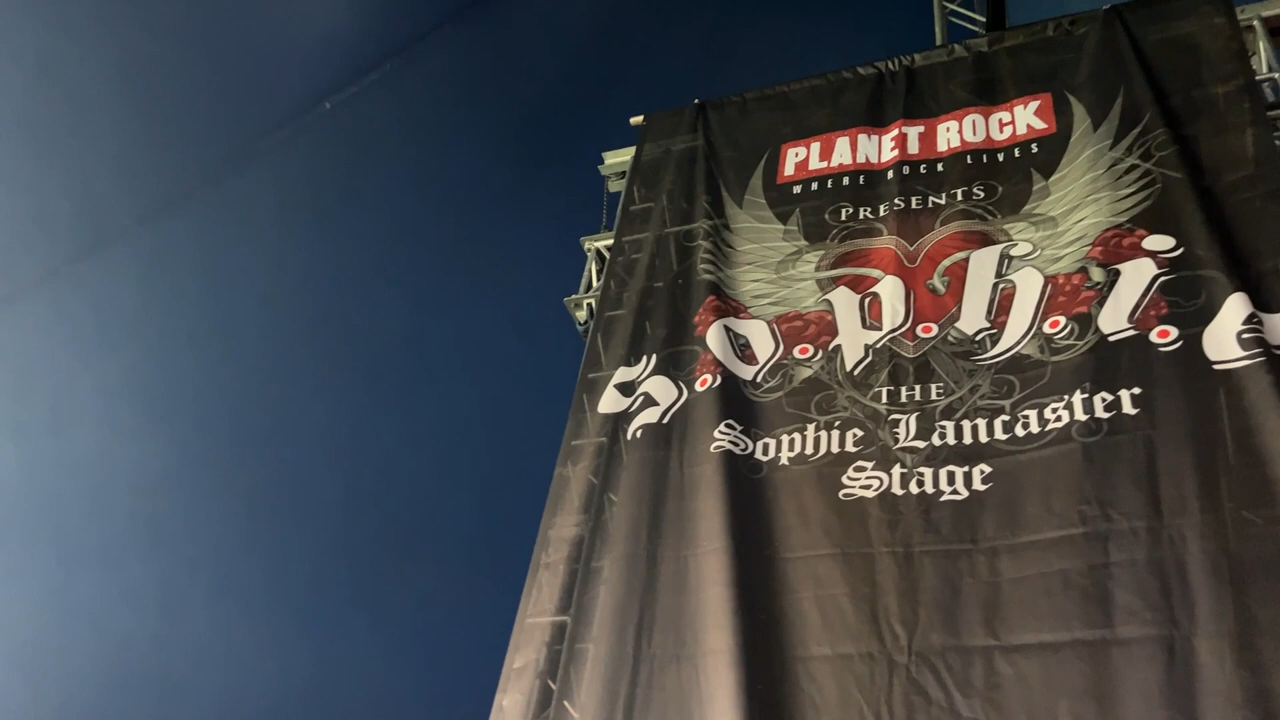 PLANET ROCK
WHERE ROCK LIVES
PRESENTS
S.O.P.H.I.E
THE
Sophie Lancaster
Stage